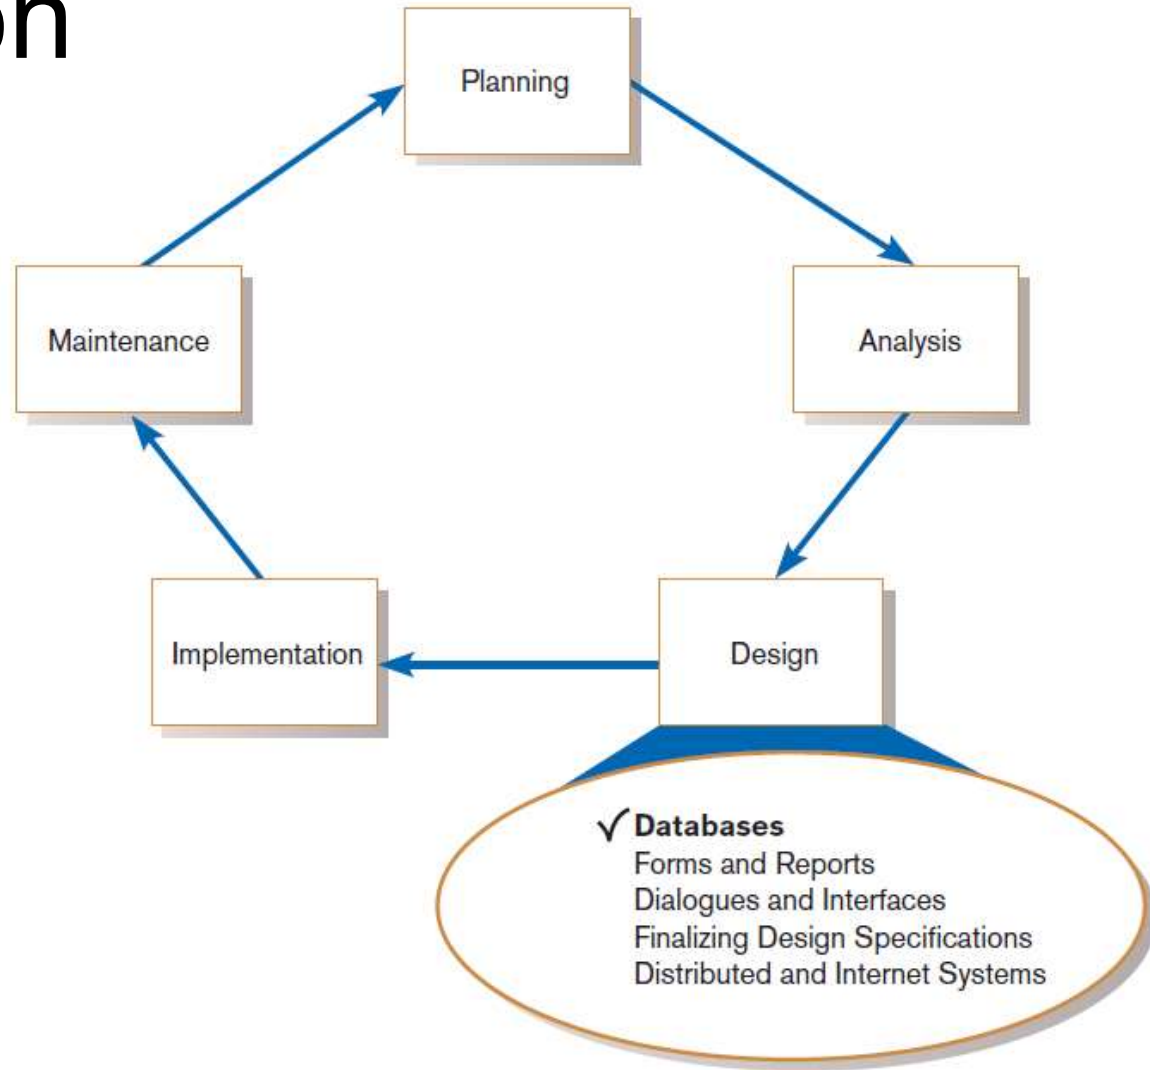 on
Planning
Maintenance
Analysis
Implementation
Design
✓ Databases
Forms and Reports
Dialogues and Interfaces
Finalizing Design Specifications
Distributed and Internet Systems